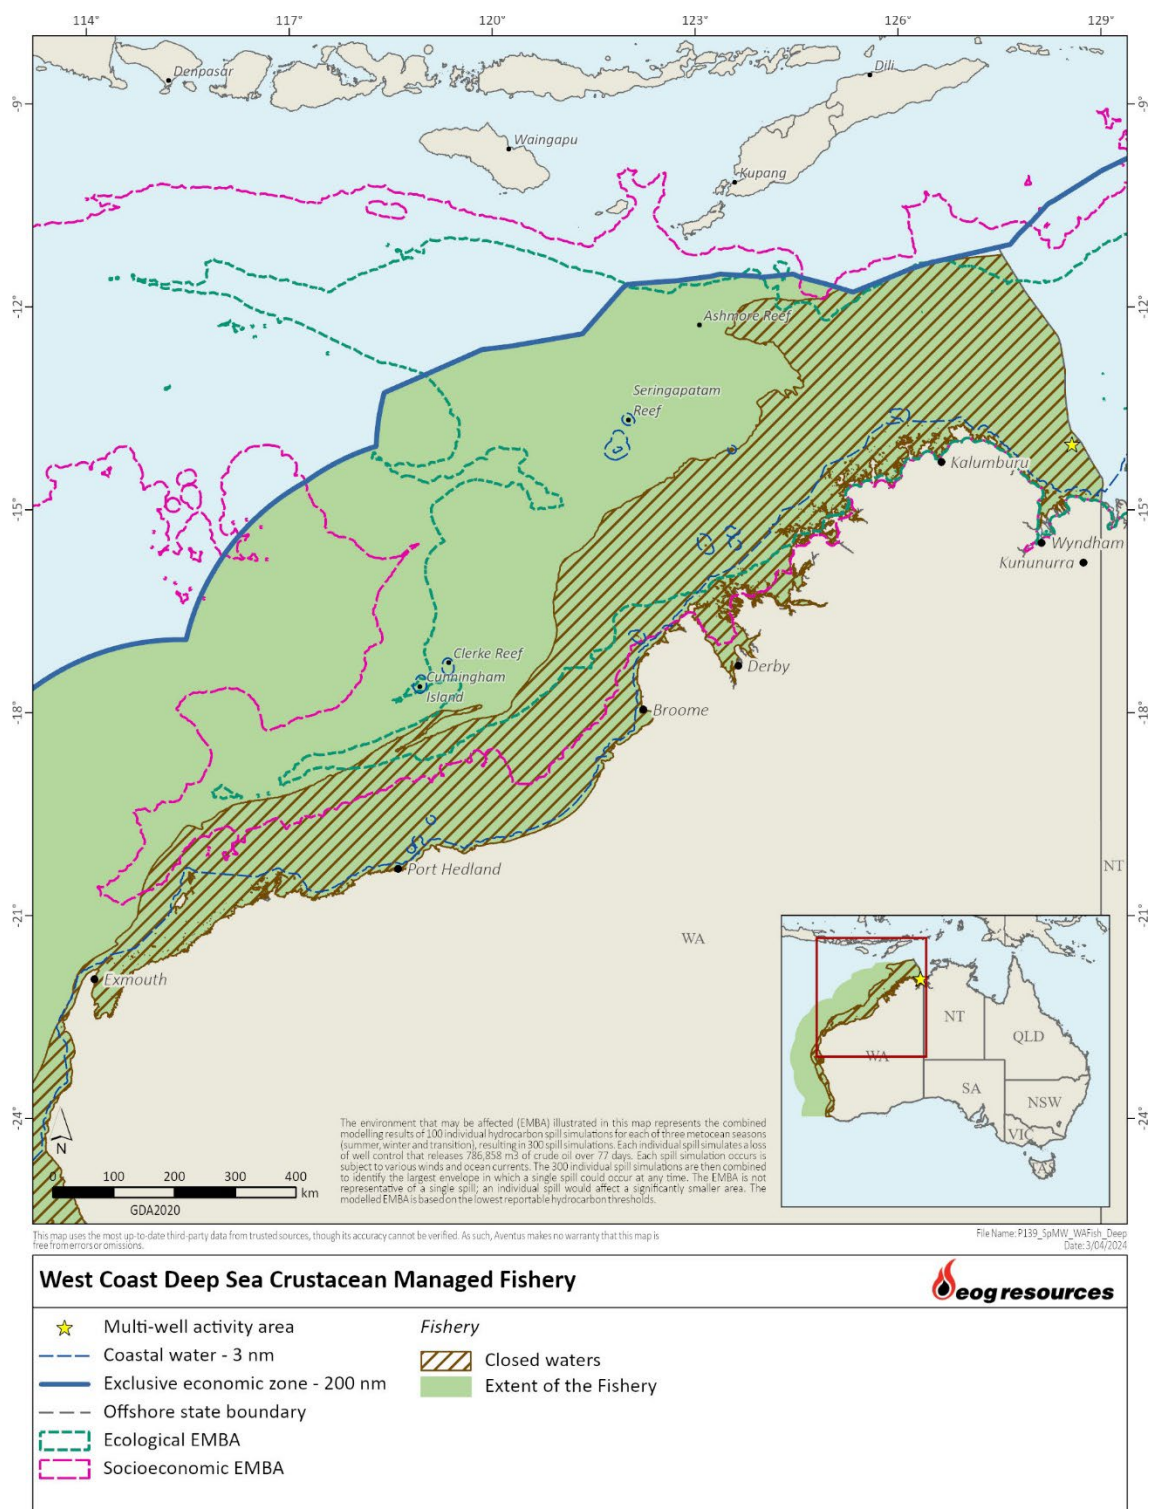 114°
117°
120°
123°
126°
129°
Denpasar
Dili
-9°
-9°
Waingapu
Kupang
-12°
-12°
Ashmore Reef
Seringapatam
Reef
Kalumburu
-15°
-15°
Wyndham
Kununurra
Clerke Reef
Cunningham
Island
Derby
Broome
-18°
-18°
Port Hedland
NT
-21°
-21°
WA
Exmouth
NT
QLD
WA
SA
NSW
VIC
TAS
-24°
-24°
The environment that may be affected (EMBA) illustrated in this map represents the combined
modelling results of 100 individual hydrocarbon spill simulations for each of three metocean seasons
(summer, winter and transition), resulting in 300 spill simulations. Each individual spill simulates a loss
of well control that releases 786,858 m3 of crude oil over 77 days. Each spill simulation occurs is
subject to various winds and ocean currents. The 300 individual spill simulations are then combined
to identify the largest envelope in which a single spill could occur at any time. The EMBA is not
representative of a single spill; an individual spill would affect a significantly smaller area. The
modelled EMBA is based on the lowest reportable hydrocarbon thresholds.
N
0 100 200 300 400
km
GDA2020
This map uses the most up-to-date third-party data from trusted sources, though its accuracy cannot be verified. As such, Aventus makes no warranty that this map is
free from errors or omissions.
File Name: P139_SpMW_WAFish_Deep
Date: 3/04/2024
West Coast Deep Sea Crustacean Managed Fishery
eog resources
Multi-well activity area
Coastal water - 3 nm
Exclusive economic zone - 200 nm
Offshore state boundary
Ecological EMBA
Socioeconomic EMBA
Fishery
Closed waters
Extent of the Fishery